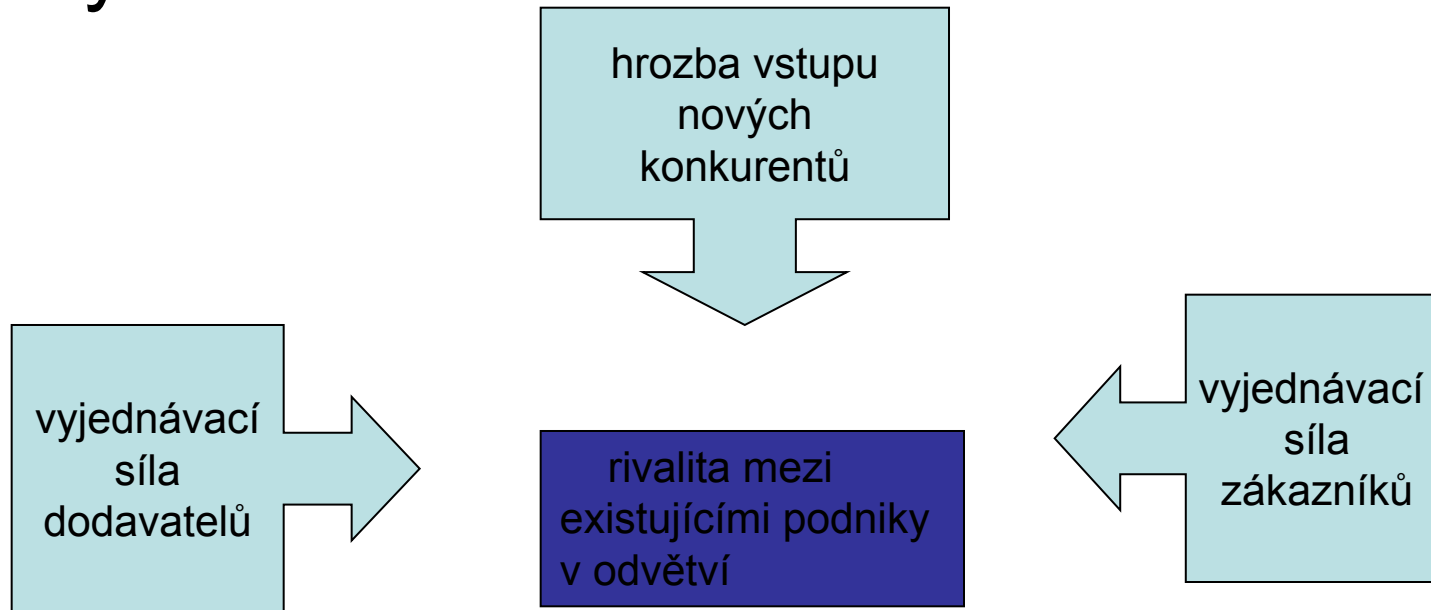 hrozba vstupu
nových
konkurentů
vyjednávací
síla
dodavatelů
rivalita mezi
existujícími podniky
v odvětví
vyjednávací
síla
zákazníků